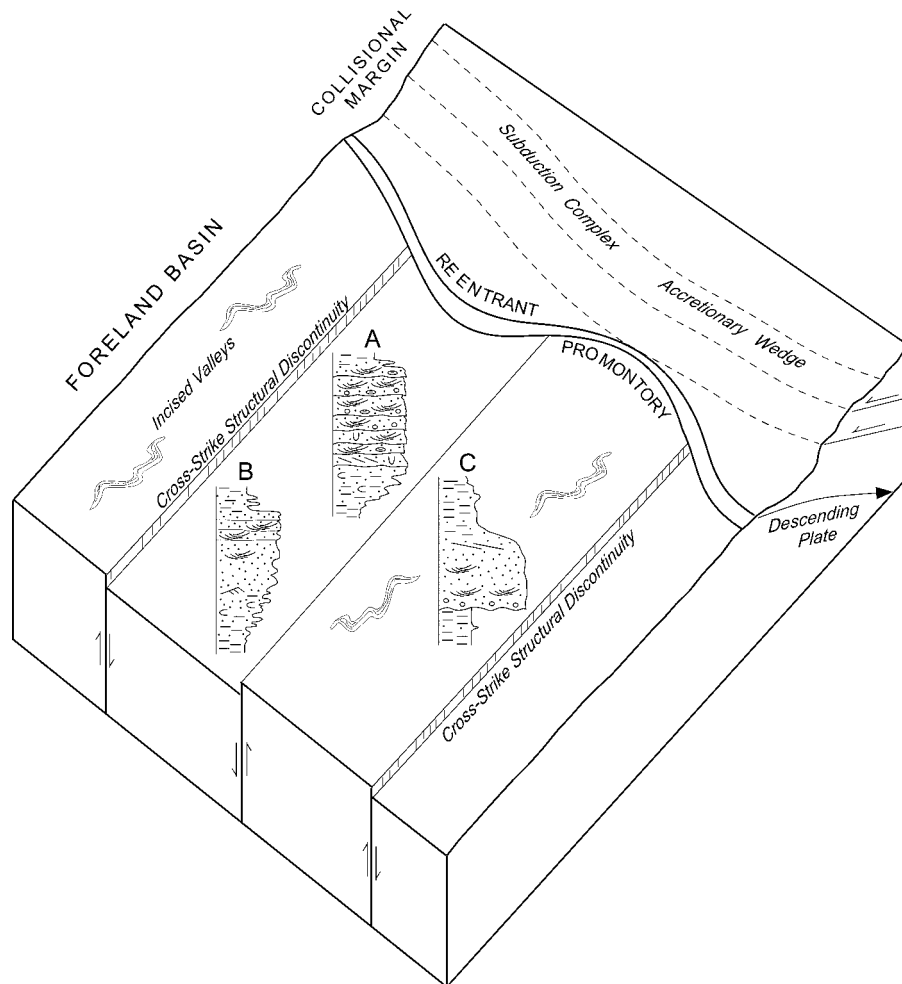 COLLISIONAL
MARGIN
Subduction Complex
Accretionary Wedge
FORELAND BASIN
REENTRANT
PROMONTORY
Incised Valleys
Cross-Strike Structural Discontinuity
A
B
C
Cross-Strike Structural Discontinuity
Descending
Plate